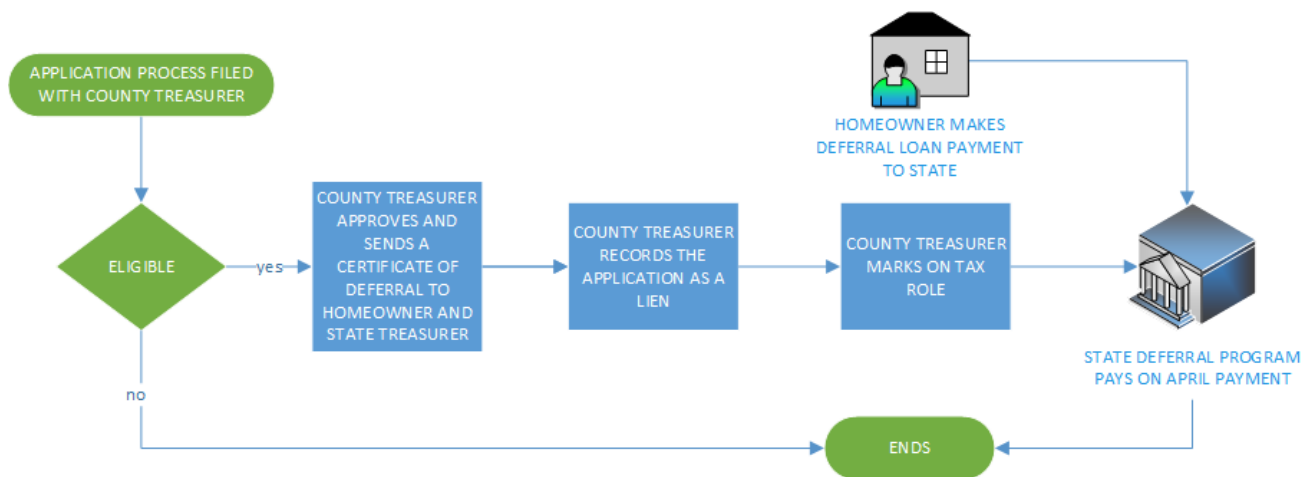 APPLICATION PROCESS FILED
WITH COUNTY TREASURER
HOMEOWNER MAKES
DEFERRAL LOAN PAYMENT
TO STATE
ELIGIBLE
yes
COUNTY TREASURER
APPROVES AND
SENDS A
CERTIFICATE OF
DEFERRAL TO
HOMEOWNER AND
STATE TREASURER
COUNTY TREASURER
RECORDS THE
APPLICATION AS A
LIEN
COUNTY TREASURER
MARKS ON TAX
ROLE
STATE DEFERRAL PROGRAM
PAYS ON APRIL PAYMENT
no
ENDS